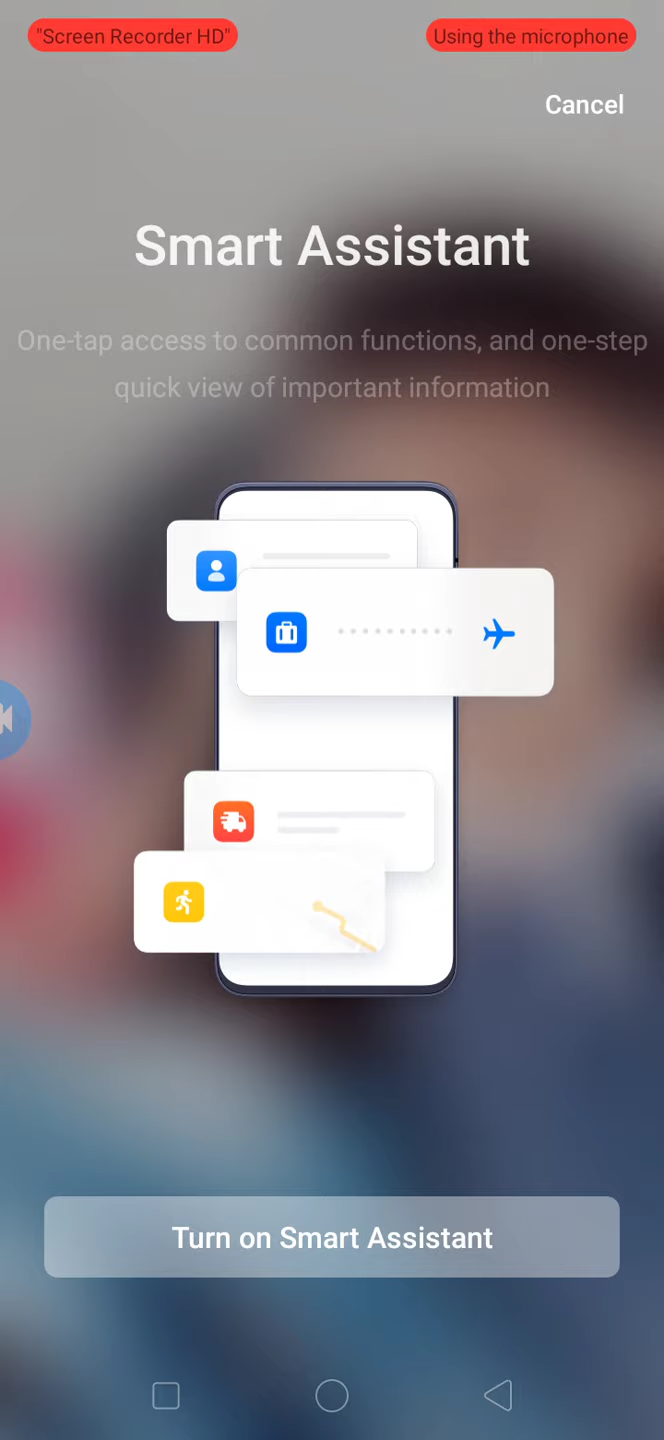 "Screen Recorder HD"
Using the microphone
Cancel
Smart Assistant
One-tap access to common functions, and one-step
quick view of important information
Turn on Smart Assistant